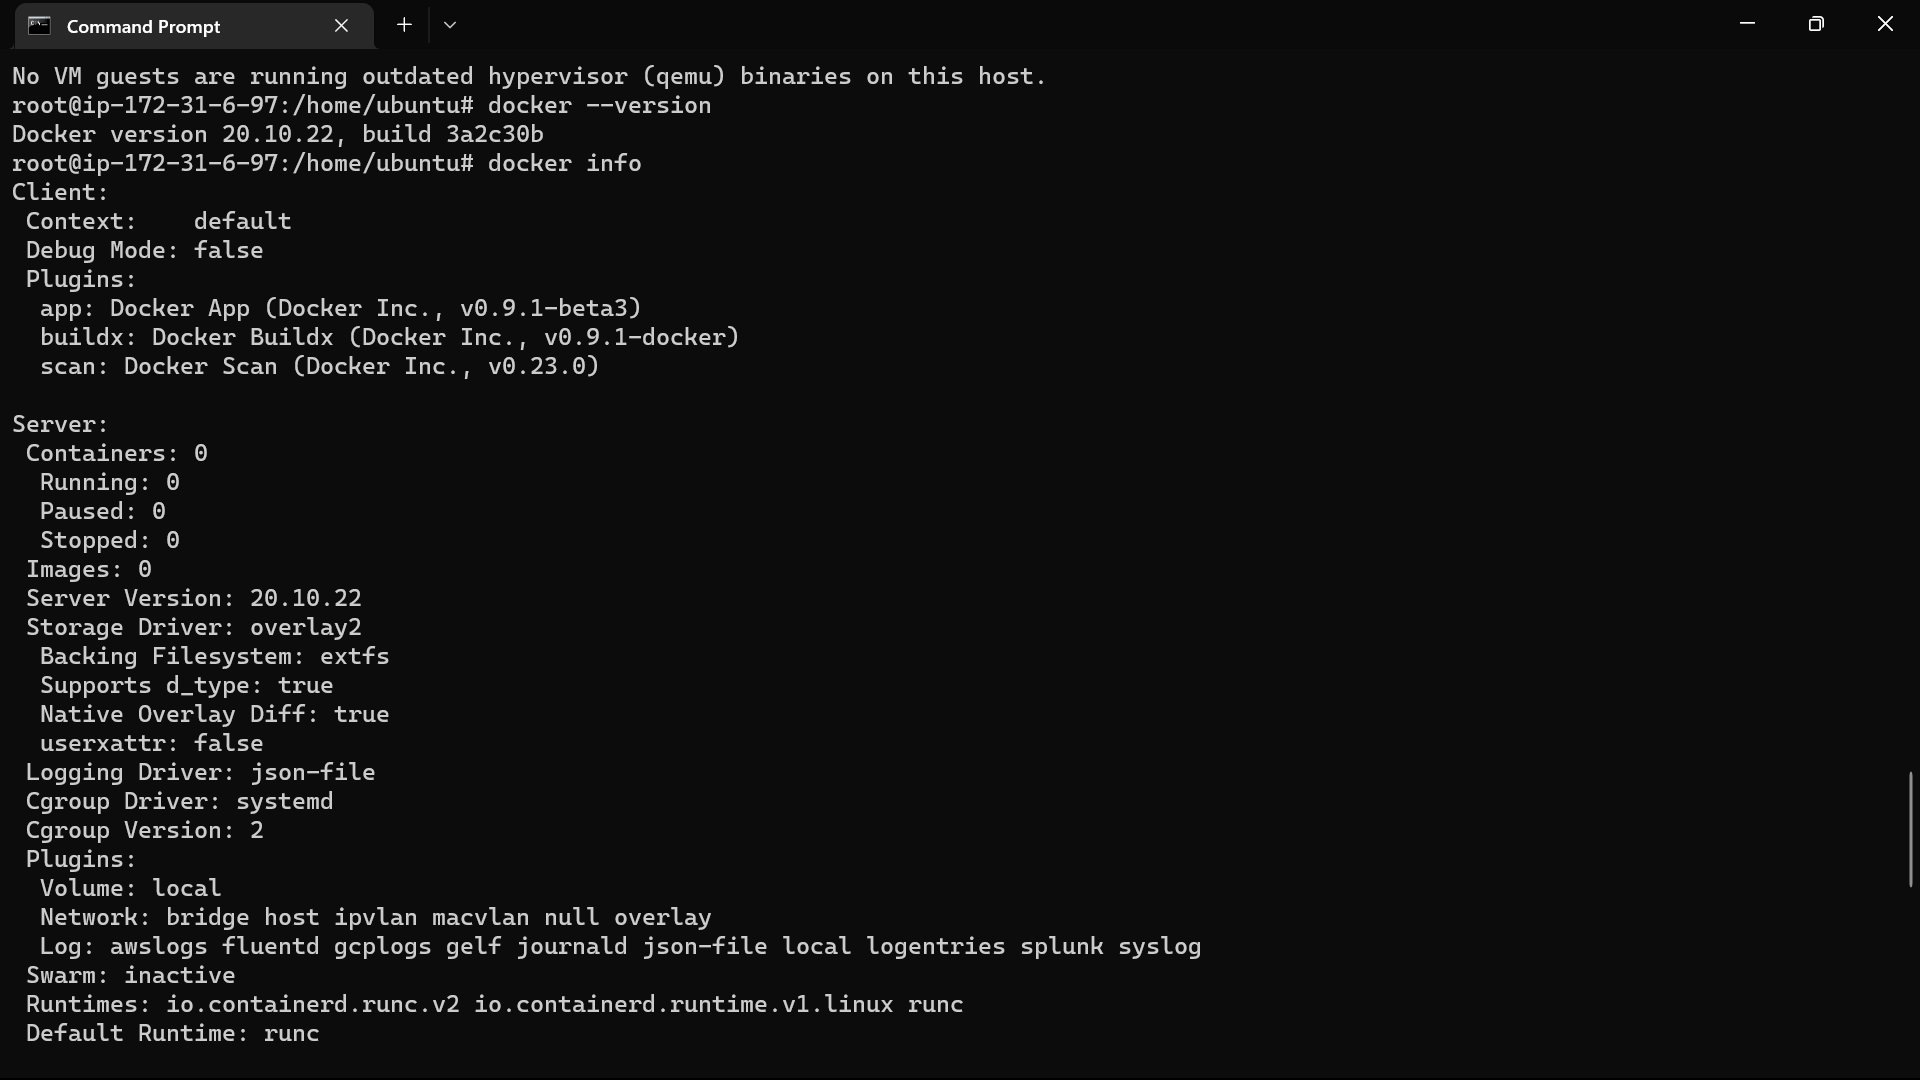 Command Prompt
No VM guests are running outdated hypervisor (qemu) binaries on this host.
root@ip-172-31-6-97:/home/ubuntu# docker --version
Docker version 20.10.22, build 3a2c30b
root@ip-172-31-6-97:/home/ubuntu# docker info
Client:
 Context:    default
 Debug Mode: false
 Plugins:
  app: Docker App (Docker Inc., v0.9.1-beta3)
  buildx: Docker Buildx (Docker Inc., v0.9.1-docker)
  scan: Docker Scan (Docker Inc., v0.23.0)

Server:
 Containers: 0
  Running: 0
  Paused: 0
  Stopped: 0
 Images: 0
 Server Version: 20.10.22
 Storage Driver: overlay2
  Backing Filesystem: extfs
  Supports d_type: true
  Native Overlay Diff: true
  userxattr: false
 Logging Driver: json-file
 Cgroup Driver: systemd
 Cgroup Version: 2
 Plugins:
  Volume: local
  Network: bridge host ipvlan macvlan null overlay
  Log: awslogs fluentd gcplogs gelf journald json-file local logentries splunk syslog
 Swarm: inactive
 Runtimes: io.containerd.runc.v2 io.containerd.runtime.v1.linux runc
 Default Runtime: runc